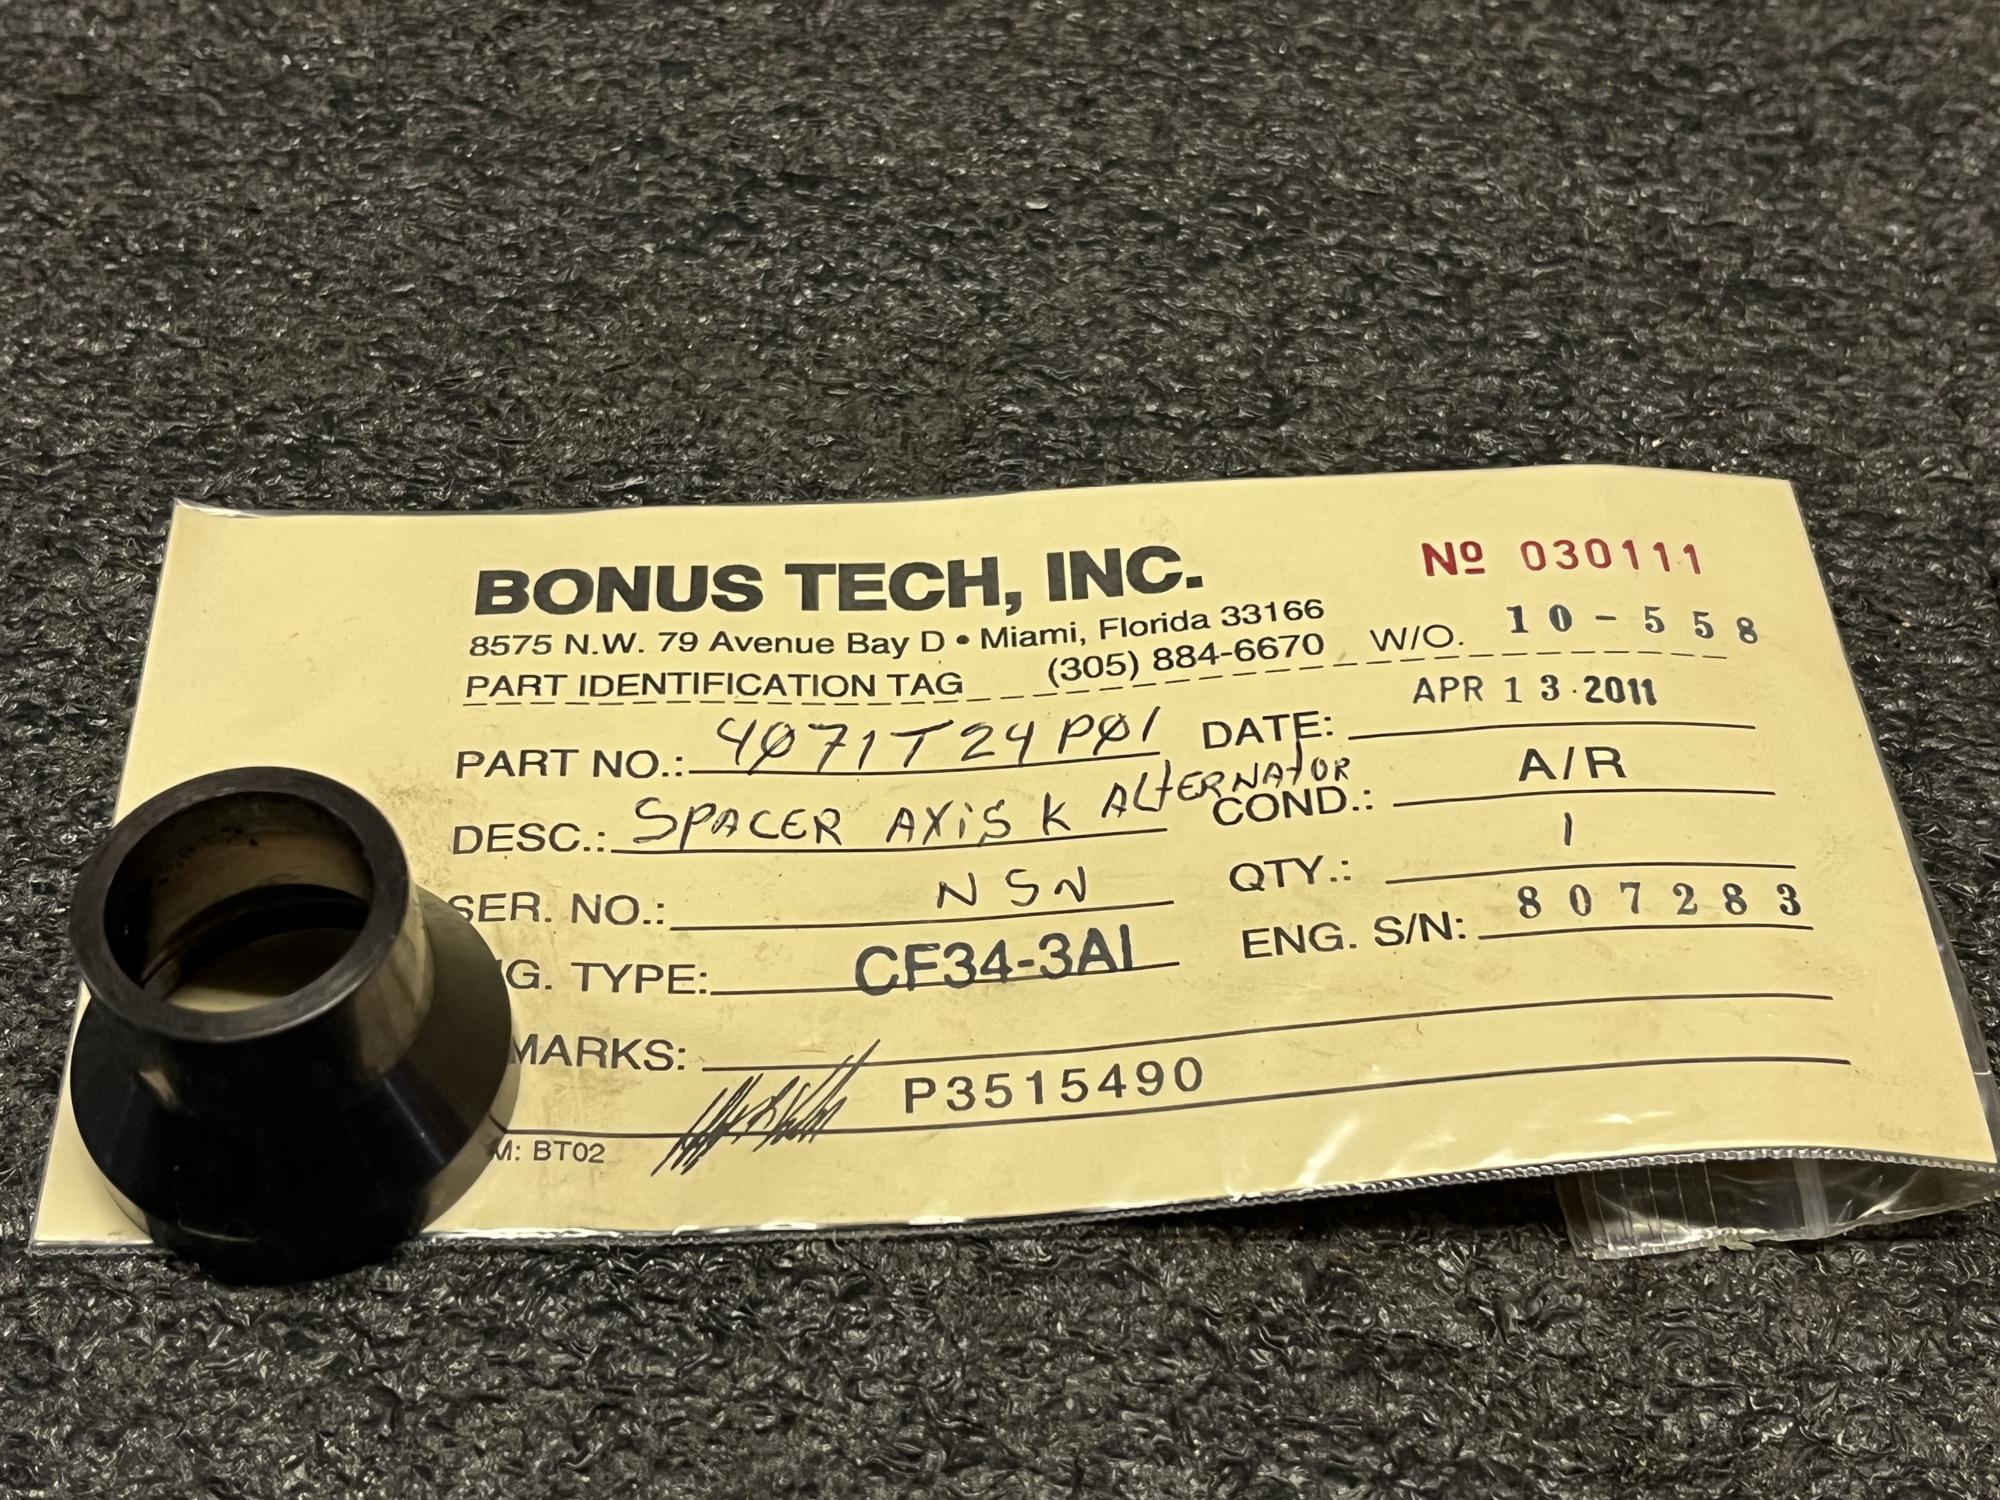 BONUS TECH, INC.
Nº 030111
8575 N.W. 79 Avenue Bay D • Miami, Florida 33166
PART IDENTIFICATION TAG (305) 884-6670 W/O. 10-558
PART NO.: 4071T24P01 DATE: APR 13 2011
DESC.: SPACER AXIS K ALTERNATOR COND.: A/R
SER. NO.: NSN QTY.: 1
G. TYPE: CF34-3A1 ENG. S/N: 807283
MARKS:
P3515490
M: BT02